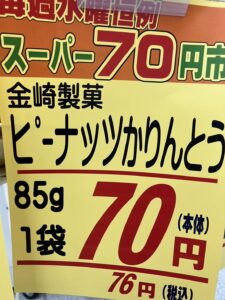 毎週水曜恒例
スーパー70円市
金崎製菓
ピーナッツかりんとう
85g
1袋 70円(本体)
76円(税込)